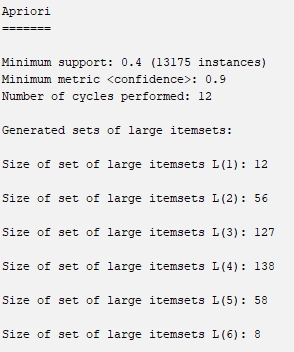 Apriori
=======
Minimum support: 0.4 (13175 instances)
Minimum metric <confidence>: 0.9
Number of cycles performed: 12
Generated sets of large itemsets:
Size of set of large itemsets L(1): 12
Size of set of large itemsets L(2): 56
Size of set of large itemsets L(3): 127
Size of set of large itemsets L(4): 138
Size of set of large itemsets L(5): 58
Size of set of large itemsets L(6): 8